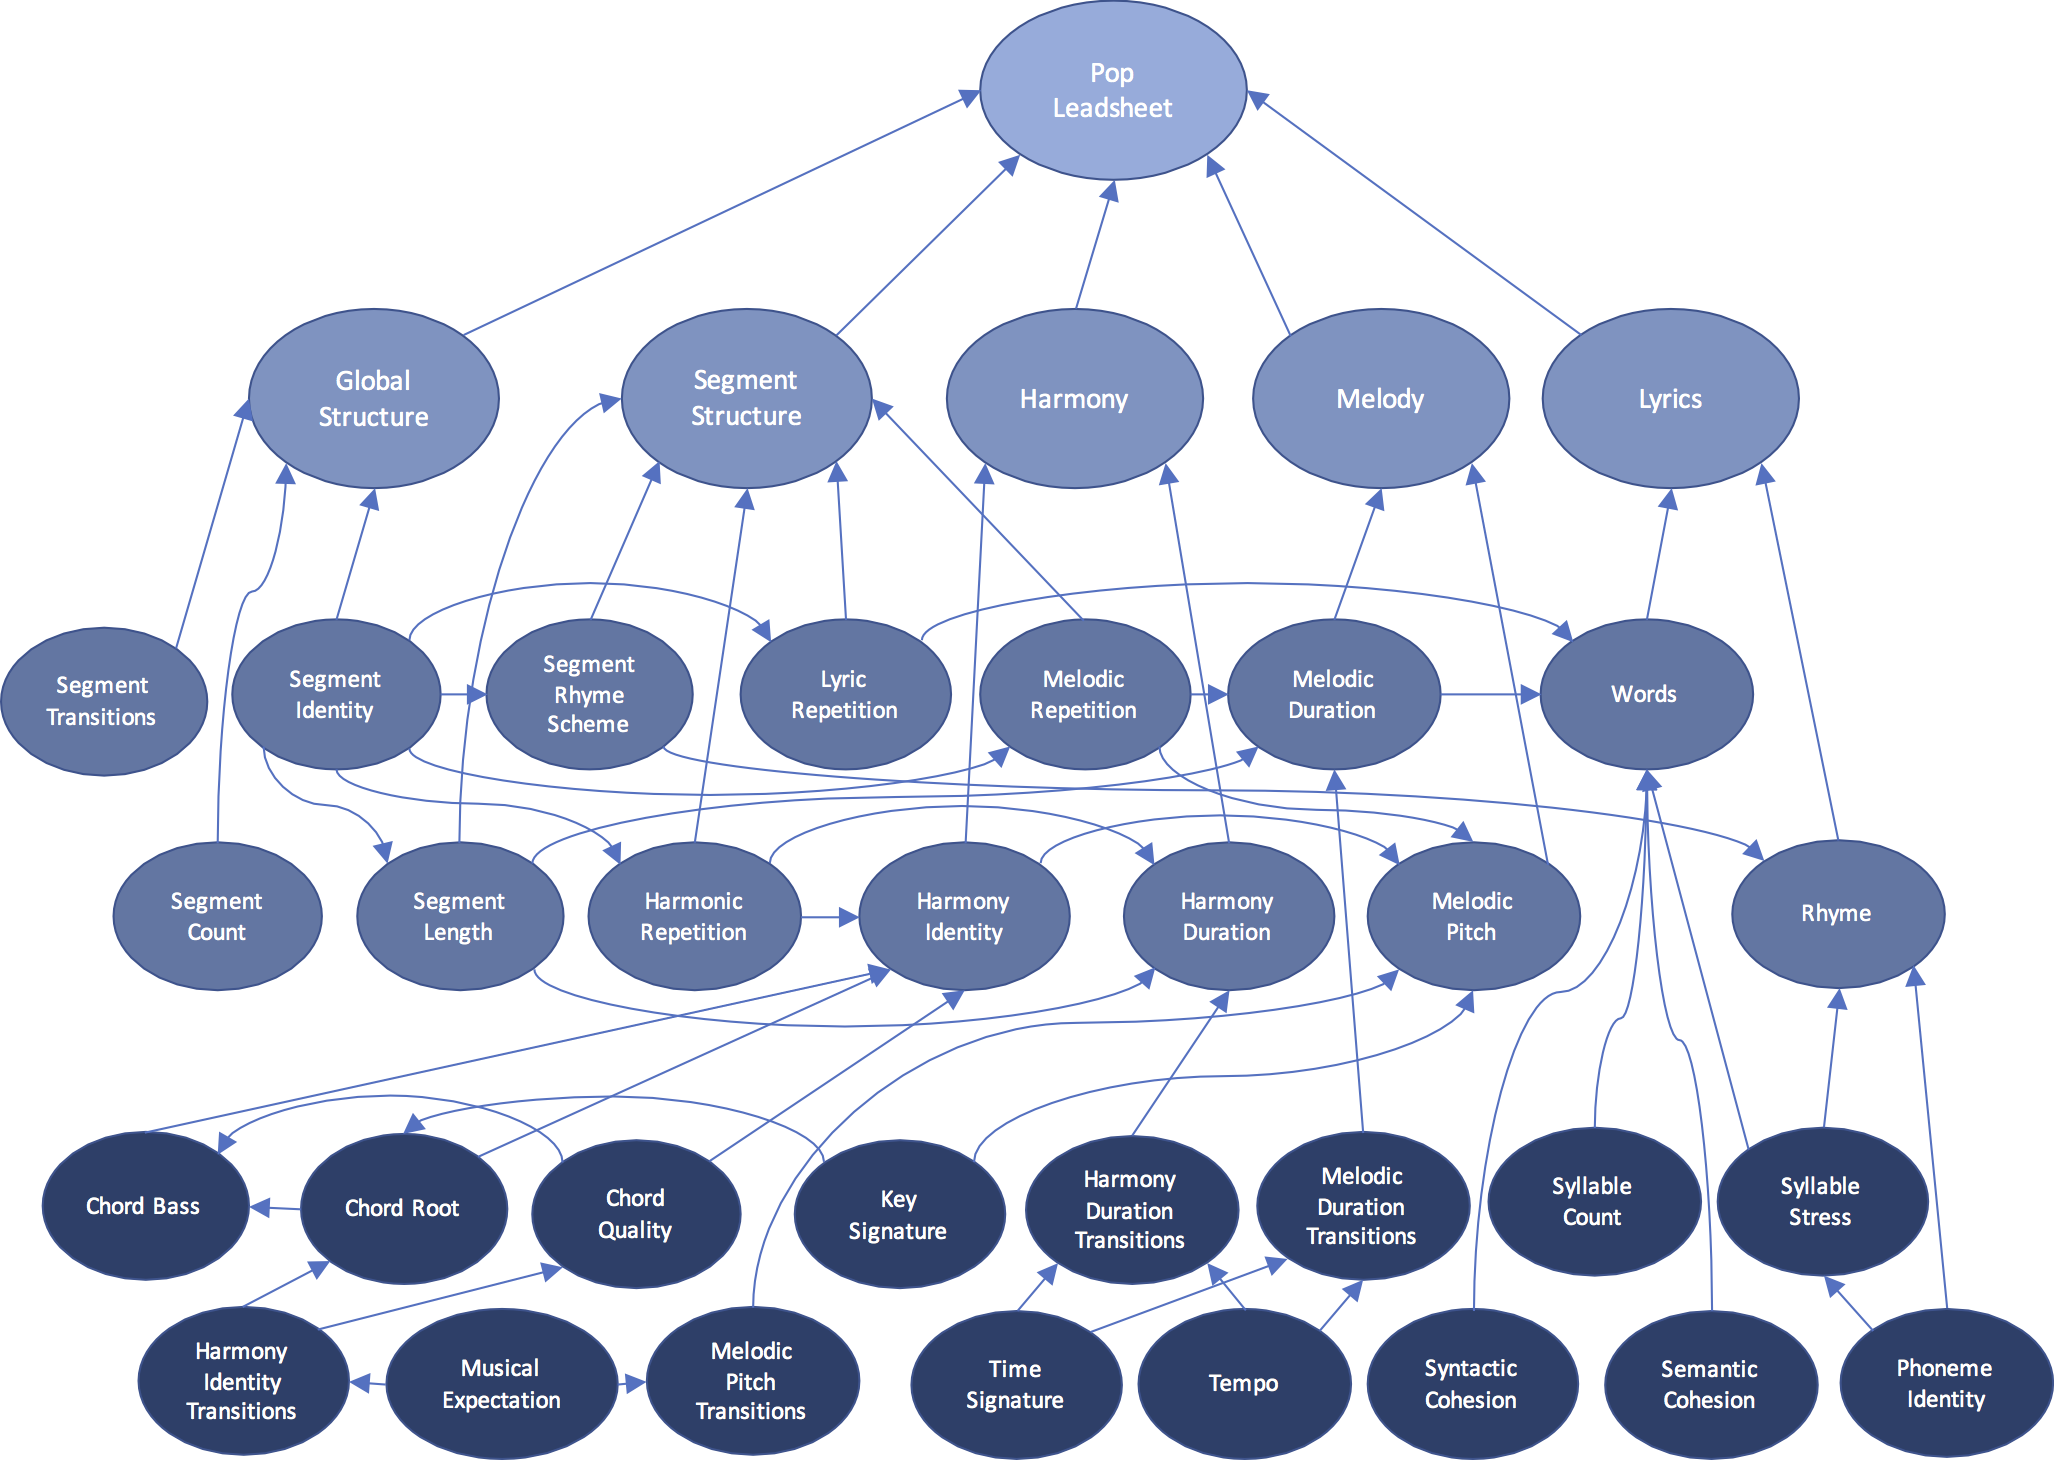 Pop
Leadsheet
Global
Structure
Segment
Structure
Harmony
Melody
Lyrics
Segment
Transitions
Segment
Identity
Segment
Rhyme
Scheme
Lyric
Repetition
Melodic
Repetition
Melodic
Duration
Words
Segment
Count
Segment
Length
Harmonic
Repetition
Harmony
Identity
Harmony
Duration
Melodic
Pitch
Rhyme
Chord Bass
Chord Root
Chord
Quality
Key
Signature
Harmony
Duration
Transitions
Melodic
Duration
Transitions
Syllable
Count
Syllable
Stress
Harmony
Identity
Transitions
Musical
Expectation
Melodic
Pitch
Transitions
Time
Signature
Tempo
Syntactic
Cohesion
Semantic
Cohesion
Phoneme
Identity